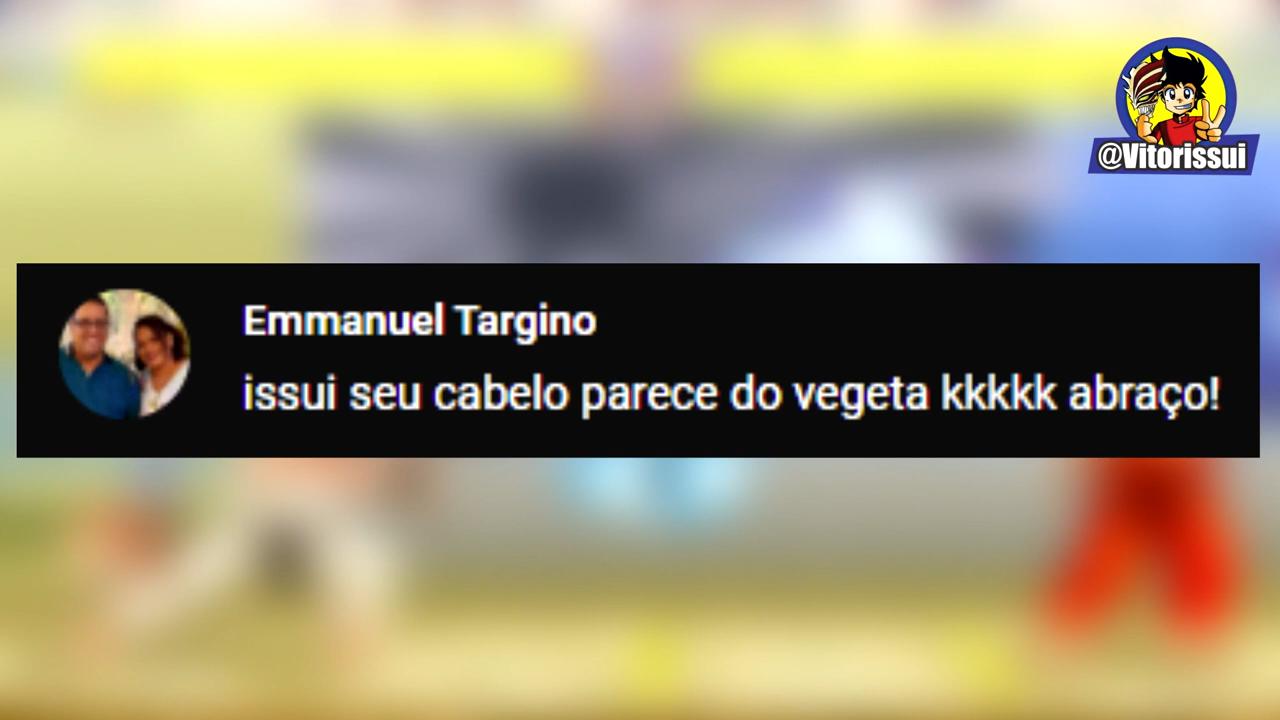 @Vitorissui
Emmanuel Targino
issui seu cabelo parece do vegeta kkkkk abraço!